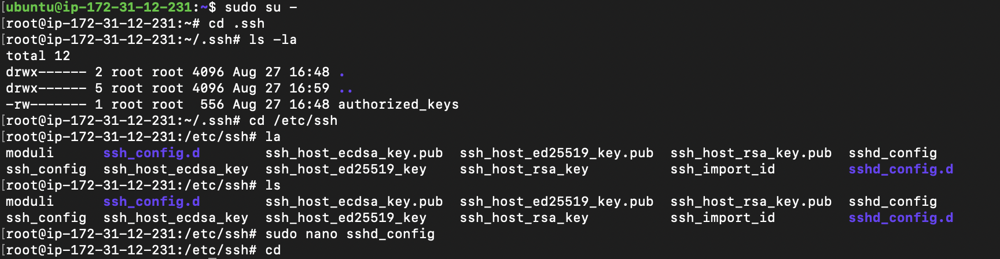 [ubuntu@ip-172-31-12-231:~$ sudo su -
[root@ip-172-31-12-231:~# cd .ssh
[root@ip-172-31-12-231:~/.ssh# ls -la
total 12
drwx------ 2 root root 4096 Aug 27 16:48 .
drwx------ 5 root root 4096 Aug 27 16:59 ..
-rw------- 1 root root  556 Aug 27 16:48 authorized_keys
[root@ip-172-31-12-231:~/.ssh# cd /etc/ssh
[root@ip-172-31-12-231:/etc/ssh# la
moduli      ssh_config.d        ssh_host_ecdsa_key.pub  ssh_host_ed25519_key.pub  ssh_host_rsa_key.pub  sshd_config
ssh_config  ssh_host_ecdsa_key  ssh_host_ed25519_key    ssh_host_rsa_key          ssh_import_id         sshd_config.d
[root@ip-172-31-12-231:/etc/ssh# ls
moduli      ssh_config.d        ssh_host_ecdsa_key.pub  ssh_host_ed25519_key.pub  ssh_host_rsa_key.pub  sshd_config
ssh_config  ssh_host_ecdsa_key  ssh_host_ed25519_key    ssh_host_rsa_key          ssh_import_id         sshd_config.d
[root@ip-172-31-12-231:/etc/ssh# sudo nano sshd_config
[root@ip-172-31-12-231:/etc/ssh# cd